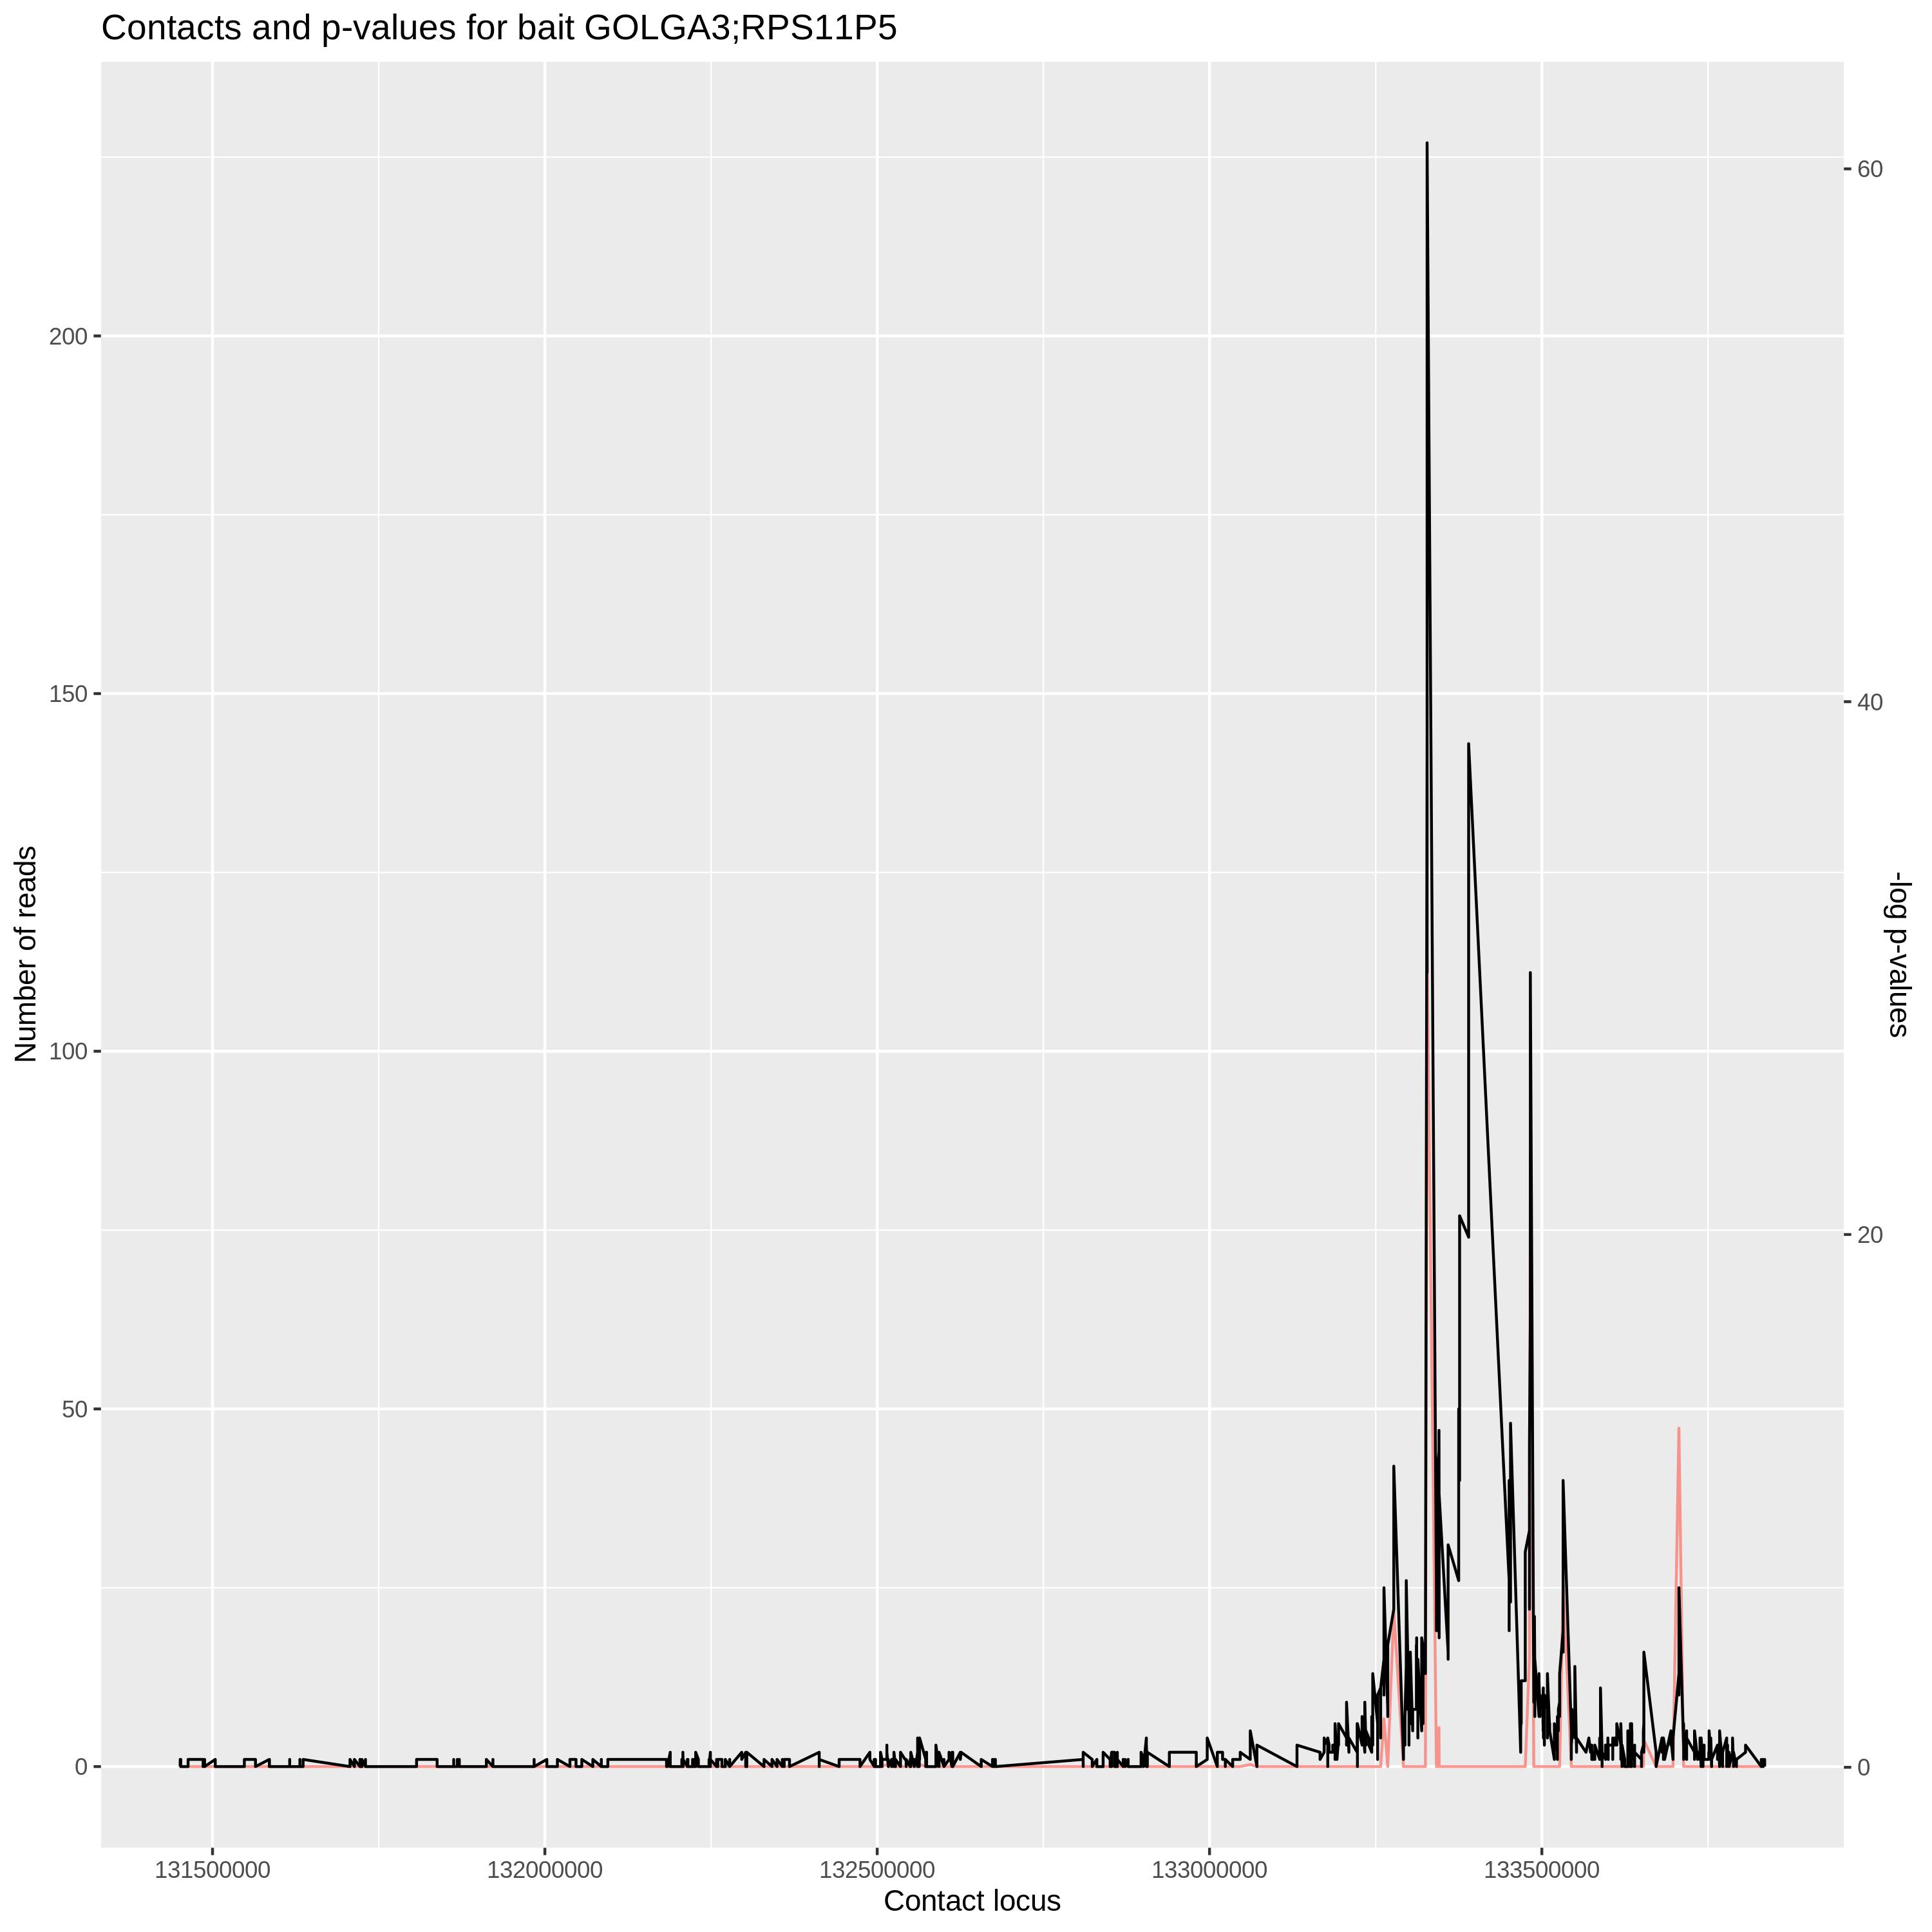 Contacts and p-values for bait GOLGA3;RPS11P5
200
150
100
50
0
Number of reads
60
40
20
0
-log p-values
131500000 132000000 132500000 133000000 133500000
Contact locus